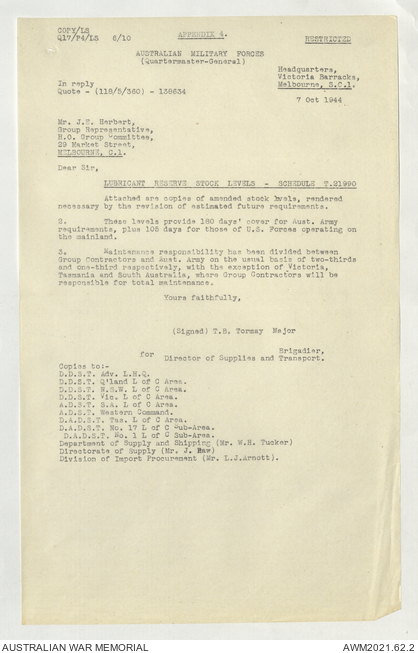 COPY/LS
Q17/P4/LS 6/10
APPENDIX 4.
RESTRICTED
AUSTRALIAN MILITARY FORCES
(Quartermaster-General)
Headquarters,
Victoria Barracks,
Melbourne, S.C.1.
In reply
Quote - (118/5/360) - 138634
7 Oct 1944
Mr. J.E. Herbert,
Group Representative,
H.O. Group Committee,
29 Market Street,
MELBOURNE, C.1.
Dear Sir,
LUBRICANT RESERVE STOCK LEVELS - SCHEDULE T.21990
Attached are copies of amended stock levels, rendered
necessary by the revision of estimated future requirements.
2. These levels provide 180 days' cover for Aust. Army
requirements, plus 105 days for those of U.S. Forces operating on
the mainland.
3. Maintenance responsibility has been divided between
Group Contractors and Aust. Army on the usual basis of two-thirds
and one-third respectively, with the exception of Victoria,
Tasmania and South Australia, where Group Contractors will be
responsible for total maintenance.
Yours faithfully,
(Signed) T.B. Tormay Major
for Brigadier,
Director of Supplies and Transport.
Copies to:-
D.D.S.T. Adv. L.H.Q.
D.D.S.T. Q'land L of C Area.
D.D.S.T. N.S.W. L of C Area.
D.D.S.T. Vic. L of C Area.
A.D.S.T. S.A. L of C Area.
A.D.S.T. Western Command.
D.A.D.S.T. Tas. L of C Area.
D.A.D.S.T. No. 17 L of C Sub-Area.
D.A.D.S.T. No. 1 L of C Sub-Area.
Department of Supply and Shipping (Mr. W.H. Tucker)
Directorate of Supply (Mr. J. Raw)
Division of Import Procurement (Mr. L.J.Arnott).
AUSTRALIAN WAR MEMORIAL
AWM2021.62.2